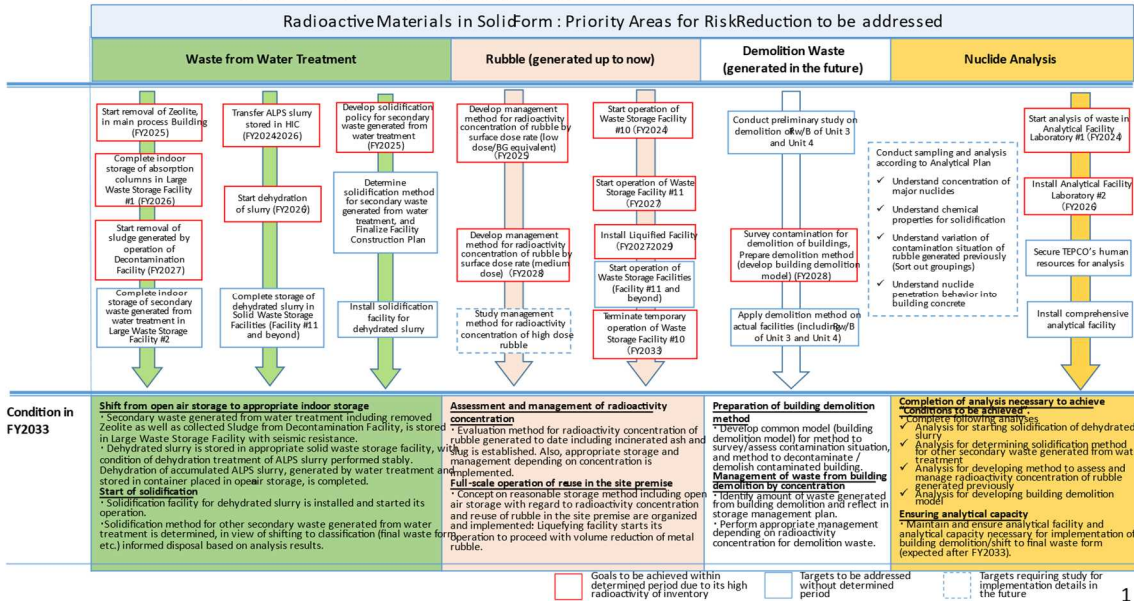 Radioactive Materials in Solid Form : Priority Areas for Risk Reduction to be addressed
Waste from Water Treatment
Rubble (generated up to now)
Demolition Waste
(generated in the future)
Nuclide Analysis
Start removal of Zeolite,
in main process Building
(FY2025)
Complete indoor
storage of absorption
columns in Large
Waste Storage Facility
#1 (FY2026)
Start removal of
sludge generated by
operation of
Decontamination
Facility (FY2027)
Complete indoor
storage of secondary
waste generated from
water treatment in
Large Waste Storage
Facility #2
Transfer ALPS slurry
stored in HIC
(FY20242026)
Start dehydration
of slurry (FY2026)
Complete storage of
dehydrated slurry in
Solid Waste Storage
Facilities (Facility #11
and beyond)
Develop solidification
policy for secondary
waste generated from
water treatment
(FY2025)
Determine
solidification method
for secondary waste
generated from water
treatment, and
Finalize Facility
Construction Plan
Install solidification
facility for
dehydrated slurry
Develop management
method for radioactivity
concentration of rubble by
surface dose rate (low
dose/BG equivalent)
(FY2025)
Develop management
method for radioactivity
concentration of rubble by
surface dose rate (medium
dose) (FY2028)
Study management
method for radioactivity
concentration of high dose
rubble
Start operation of
Waste Storage Facility
#10 (FY2024)
Start operation of Waste
Storage Facility #11
(FY2027)
Install Liquified Facility
(FY20272029)
Start operation of
Waste Storage Facilities
(Facility #11 and
beyond)
Terminate temporary
operation of Waste
Storage Facility #10
(FY2033)
Conduct preliminary study on
demolition of Rw/B of Unit 3
and Unit 4
Survey contamination for
demolition of buildings,
Prepare demolition method
(develop building demolition
model) (FY2028)
Apply demolition method on
actual facilities (including Rw/B
of Unit 3 and Unit 4)
Conduct sampling and analysis
according to Analytical Plan
✓ Understand concentration of
major nuclides
✓ Understand chemical
properties for solidification
✓ Understand variation of
contamination situation of
rubble generated previously
(Sort out groupings)
✓ Understand nuclide
penetration behavior into
building concrete
Start analysis of waste in
Analytical Facility
Laboratory #1 (FY2024)
Install Analytical Facility
Laboratory #2
(FY2026)
Secure TEPCO's human
resources for analysis
Install comprehensive
analytical facility
Condition in
FY2033
Shift from open air storage to appropriate indoor storage
・Secondary waste generated from water treatment including removed
Zeolite as well as collected Sludge from Decontamination Facility, is stored
in Large Waste Storage Facility with seismic resistance.
・Dehydrated slurry is stored in appropriate solid waste storage facility, with
condition of dehydration treatment of ALPS slurry performed stably.
Dehydration of accumulated ALPS slurry, generated by water treatment and
stored in container placed in open air storage, is completed.
Start of solidification
・Solidification facility for dehydrated slurry is installed and started its
operation.
・Solidification method for other secondary waste generated from water
treatment is determined, in view of shifting to classification (final waste form
etc.) informed disposal based on analysis results.
Assessment and management of radioactivity
concentration
・Evaluation method for radioactivity concentration of
rubble generated to date including incinerated ash and
slug is established. Also, appropriate storage and
management depending on concentration is
implemented.
Full-scale operation of reuse in the site premise
・Concept on reasonable storage method including open
air storage with regard to radioactivity concentration
and reuse of rubble in the site premise are organized
and implemented: Liquefying facility starts its
operation to proceed with volume reduction of metal
rubble.
Preparation of building demolition
method
・Develop common model (building
demolition model) for method to
survey/assess contamination situation,
and method to decontaminate /
demolish contaminated building.
Management of waste from building
demolition by concentration
・Identify amount of waste generated
from building demolition and reflect in
storage management plan.
・Perform appropriate management
depending on radioactivity
concentration for demolition waste.
Completion of analysis necessary to achieve
"Conditions to be achieved".
・Complete following analyses
✓ Analysis for starting solidification of dehydrated
slurry
✓ Analysis for determining solidification method
for other secondary waste generated from water
treatment
✓ Analysis for developing method to assess and
manage radioactivity concentration of rubble
generated previously
✓ Analysis for developing building demolition
model
Ensuring analytical capacity
・Maintain and ensure analytical facility and
analytical capacity necessary for implementation of
building demolition/shift to final waste form
(expected after FY2033).
Goals to be achieved within
determined period due to its high
radioactivity of inventory
Targets to be addressed
without determined
period
Targets requiring study for
implementation details in
the future
1